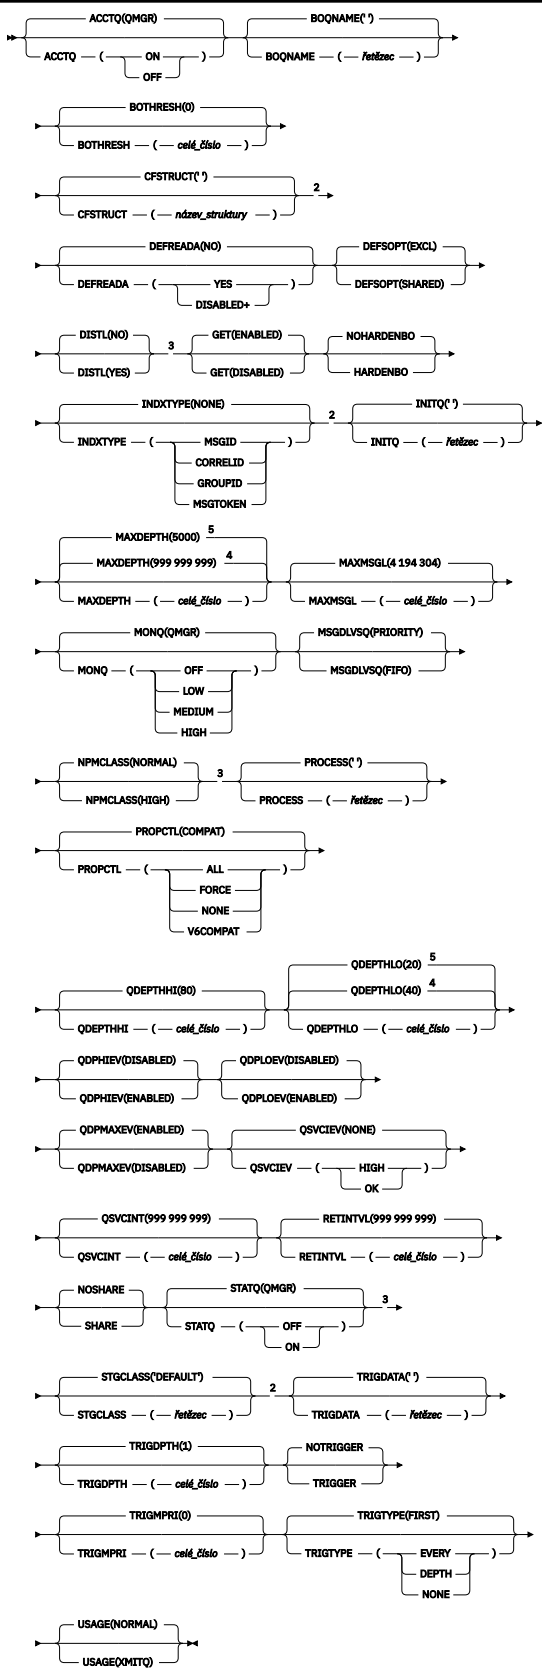 ACCTQ(QMGR) BOQNAME(' ')
ACCTQ ( ON ) BOQNAME ( řetězec )
OFF
BOTHRESH(0)
BOTHRESH ( celé_číslo )
CFSTRUCT(' ') 2
CFSTRUCT ( název_struktury )
DEFREADA(NO) DEFSOPT(EXCL)
DEFREADA ( YES ) DEFSOPT(SHARED)
DISABLED+
DISTL(NO) 3 GET(ENABLED) NOHARDENBO
DISTL(YES) GET(DISABLED) HARDENBO
INDXTYPE(NONE) 2 INITQ(' ')
INDXTYPE ( MSGID ) INITQ ( řetězec )
CORRELID
GROUPID
MSGTOKEN
MAXDEPTH(5000) 5
MAXDEPTH(999 999 999) 4 MAXMSGL(4 194 304)
MAXDEPTH ( celé_číslo ) MAXMSGL ( celé_číslo )
MONQ(QMGR) MSGDLVSQ(PRIORITY)
MONQ ( OFF ) MSGDLVSQ(FIFO)
LOW
MEDIUM
HIGH
NPMCLASS(NORMAL) 3 PROCESS(' ')
NPMCLASS(HIGH) PROCESS ( řetězec )
PROPCTL(COMPAT)
PROPCTL ( ALL )
FORCE
NONE
V6COMPAT
QDEPTHLO(20) 5
QDEPTHHI(80) QDEPTHLO(40) 4
QDEPTHHI ( celé_číslo ) QDEPTHLO ( celé_číslo )
QDPHIEV(DISABLED) QDPLOEV(DISABLED)
QDPHIEV(ENABLED) QDPLOEV(ENABLED)
QDPMAXEV(ENABLED) QSVCIEV(NONE)
QDPMAXEV(DISABLED) QSVCIEV ( HIGH )
OK
QSVCINT(999 999 999) RETINTVL(999 999 999)
QSVCINT ( celé_číslo ) RETINTVL ( celé_číslo )
NOSHARE STATQ(QMGR) 3
SHARE STATQ ( OFF )
ON
STGCLASS('DEFAULT') 2 TRIGDATA(' ')
STGCLASS ( řetězec ) TRIGDATA ( řetězec )
TRIGDPTH(1) NOTRIGGER
TRIGDPTH ( celé_číslo ) TRIGGER
TRIGMPRI(0) TRIGTYPE(FIRST)
TRIGMPRI ( celé_číslo ) TRIGTYPE ( EVERY )
DEPTH
NONE
USAGE(NORMAL)
USAGE(XMITQ)